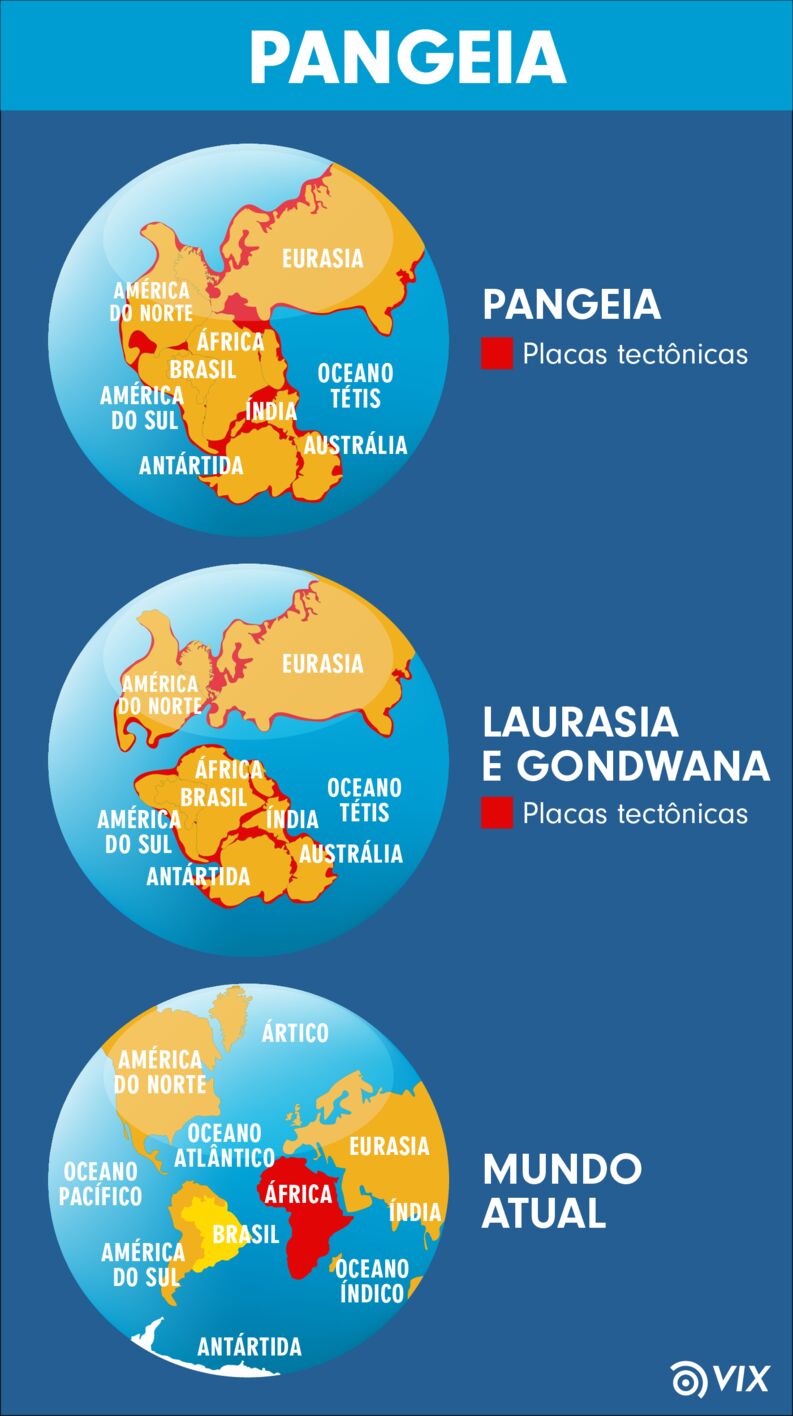 PANGEIA
EURASIA
AMÉRICA
DO NORTE
ÁFRICA
BRASIL
AMÉRICA
DO SUL
ÍNDIA
OCEANO
TÉTIS
AUSTRÁLIA
ANTÁRTIDA
PANGEIA
Placas tectônicas
EURASIA
AMÉRICA
DO NORTE
ÁFRICA
BRASIL
AMÉRICA
DO SUL
ÍNDIA
OCEANO
TÉTIS
AUSTRÁLIA
ANTÁRTIDA
LAURASIA
E GONDWANA
Placas tectônicas
ÁRTICO
AMÉRICA
DO NORTE
OCEANO
ATLÂNTICO
EURASIA
OCEANO
PACÍFICO
ÁFRICA
ÍNDIA
BRASIL
AMÉRICA
DO SUL
OCEANO
ÍNDICO
ANTÁRTIDA
MUNDO
ATUAL
VIX